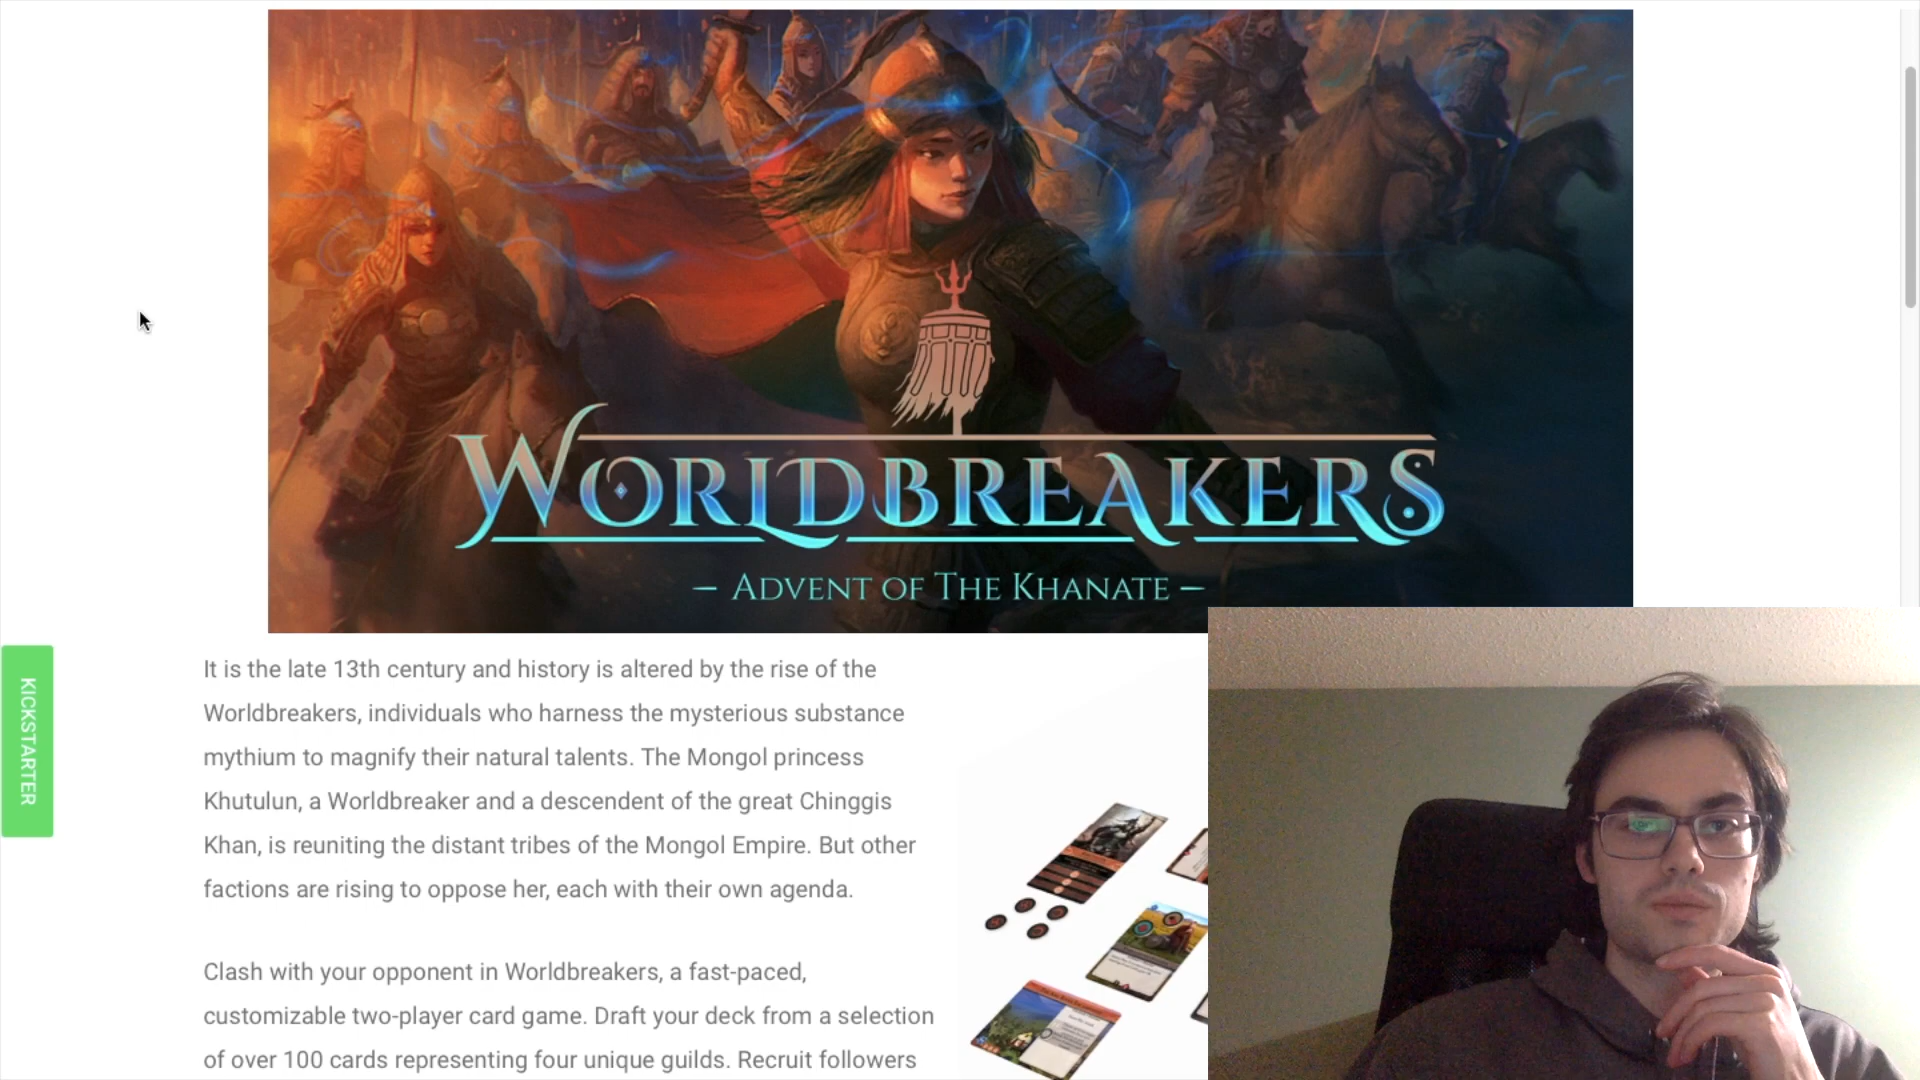 WORLDBREAKERS
– ADVENT OF THE KHANATE –
KICKSTARTER
It is the late 13th century and history is altered by the rise of the
Worldbreakers, individuals who harness the mysterious substance
mythium to magnify their natural talents. The Mongol princess
Khutulun, a Worldbreaker and a descendent of the great Chinggis
Khan, is reuniting the distant tribes of the Mongol Empire. But other
factions are rising to oppose her, each with their own agenda.
Clash with your opponent in Worldbreakers, a fast-paced,
customizable two-player card game. Draft your deck from a selection
of over 100 cards representing four unique guilds. Recruit followers